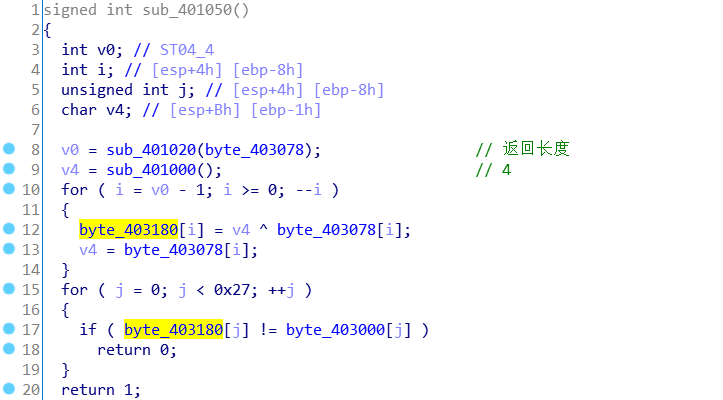 1 signed int sub_401050()
2 {
3 int v0; // ST04_4
4 int i; // [esp+4h] [ebp-8h]
5 unsigned int j; // [esp+4h] [ebp-8h]
6 char v4; // [esp+Bh] [ebp-1h]
7
8 v0 = sub_401020(byte_403078); // 返回长度
9 v4 = sub_401000(); // 4
10 for ( i = v0 - 1; i >= 0; --i )
11 {
12 byte_403180[i] = v4 ^ byte_403078[i];
13 v4 = byte_403078[i];
14 }
15 for ( j = 0; j < 0x27; ++j )
16 {
17 if ( byte_403180[j] != byte_403000[j] )
18 return 0;
19 }
20 return 1;